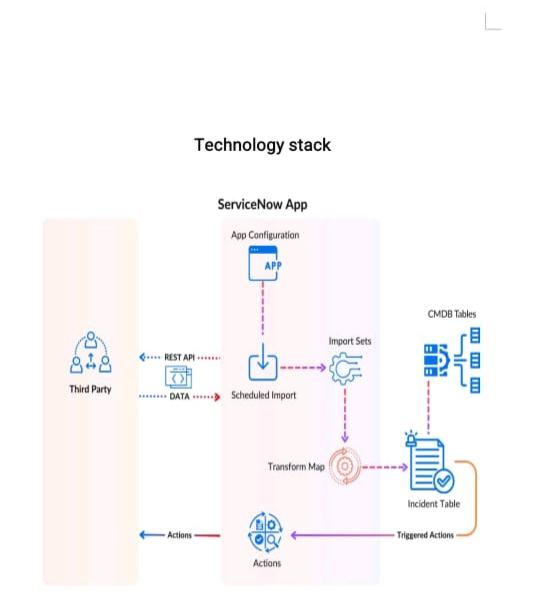 Technology stack
ServiceNow App
App Configuration
APP
CMDB Tables
Import Sets
REST API
Third Party
DATA
Scheduled Import
Transform Map
Incident Table
Actions
Triggered Actions
Actions